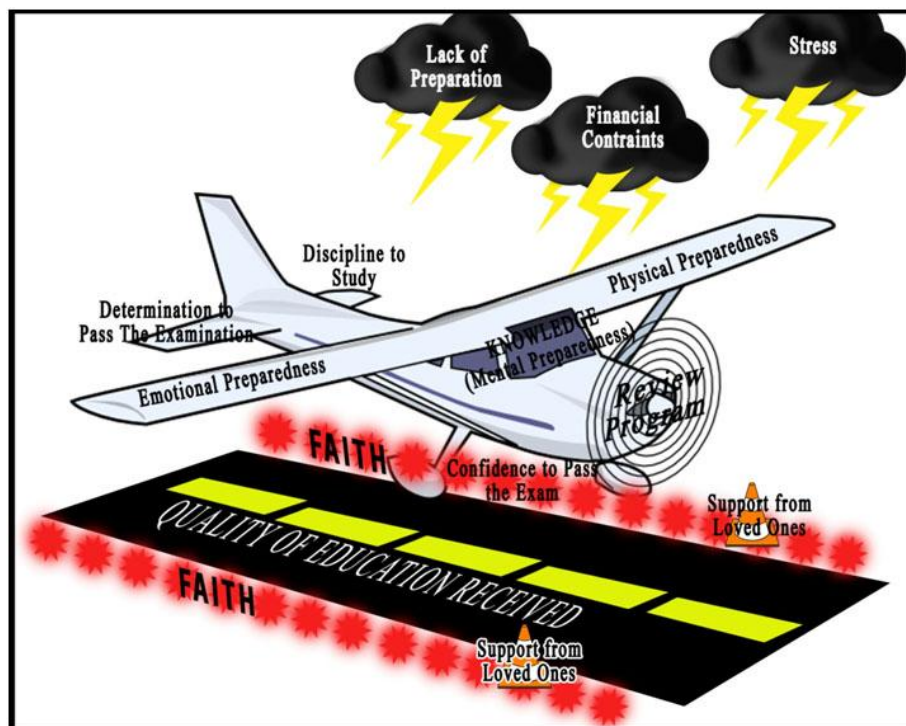 Lack of
Preparation
Stress
Financial
Contraints
Discipline to
Study
Physical Preparedness
Determination to
Pass The Examination
KNOWLEDGE
(Mental Preparedness)
Emotional Preparedness
Review
Program
FAITH
Confidence to Pass
the Exam
Support from
Loved Ones
QUALITY OF EDUCATION RECEIVED
FAITH
Support from
Loved Ones